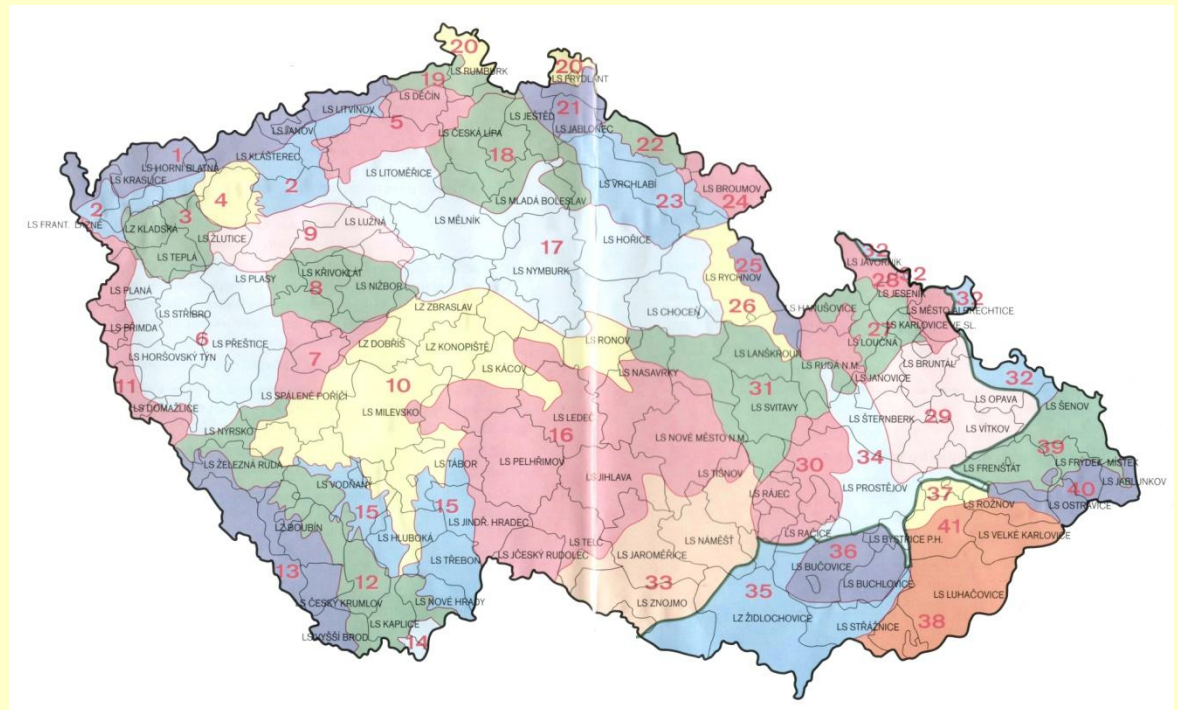 20
LS RUMBURK
20
LS FRÝDLANT
19
LS DĚČÍN
21
LS LITVÍNOV
LS JEŠTĚD
5
LS JANOV
LS ČESKÁ LÍPA
LS JABLONEC
22
1
LS KLÁŠTEREC
18
LS HORNÍ BLATNÁ
LS LITOMĚŘICE
LS VRCHLABÍ
LS BROUMOV
LS KRASLICE
2
LS MLADÁ BOLESLAV
23
24
2
4
3
LS FRANT. LÁZNĚ
LS LUŽNÁ
LS MĚLNÍK
LZ KLADSKÁ
9
LS ŽLUTICE
LS HOŘICE
17
LS TEPLÁ
LS PLASY
LS KŘIVOKLÁT
LS NYMBURK
LS RYCHNOV
25
LS JAVORNÍK
28
LS PLANÁ
8
LS NIŽBOR
LS JESENÍK
32
LS STŘÍBRO
LZ ZBRASLAV
LS CHOCEŇ
26
LS HANUŠOVICE
LS MĚSTO ALBRECHTICE
LS PŘIMDA
6
LS PŘEŠTICE
LZ DOBŘÍŠ
LZ KONOPIŠTĚ
LS RONOV
27
LS KARLOVICE VE SL.
LS LOUČNÁ
LS HORŠOVSKÝ TÝN
7
LS KÁCOV
LS NASAVRKY
LS LANŠKROUN
LS RUDA N.M.
LS BRUNTÁL
11
10
31
LS JANOVICE
32
LS SPÁLENÉ POŘÍČÍ
LS DOMAŽLICE
LS MILEVSKO
LS LEDEČ
LS SVITAVY
LS ŠTERNBERK
29
LS OPAVA
LS ŠENOV
LS NÝRSKO
16
LS NOVÉ MĚSTO N.M.
LS VÍTKOV
39
LS ŽELEZNÁ RUDA
LS TÁBOR
LS PELHŘIMOV
30
34
LS FRENŠTÁT
LS FRÝDEK-MÍSTEK
LS VODŇANY
LS JIHLAVA
LS TIŠNOV
LS JABLUNKOV
15
15
LS RÁJEC
LS PROSTĚJOV
37
40
LS OSTRAVICE
LZ BOUBÍN
LS JINDŘ. HRADEC
LS ROŽNOV
LS HLUBOKÁ
LS TELČ
LS NÁMĚŠŤ
LS RAČICE
LS BYSTŘICE P.H.
41
LS VELKÉ KARLOVICE
13
12
LS TŘEBOŇ
LS JČESKÝ RUDOLEC
LS JAROMĚŘICE
36
LS BUČOVICE
33
35
LS BUCHLOVICE
LS LUHAČOVICE
LS ČESKÝ KRUMLOV
LS NOVÉ HRADY
LS ZNOJMO
LZ ŽIDLOCHOVICE
38
LS KAPLICE
LS STRÁŽNICE
LS VYŠŠÍ BROD
14